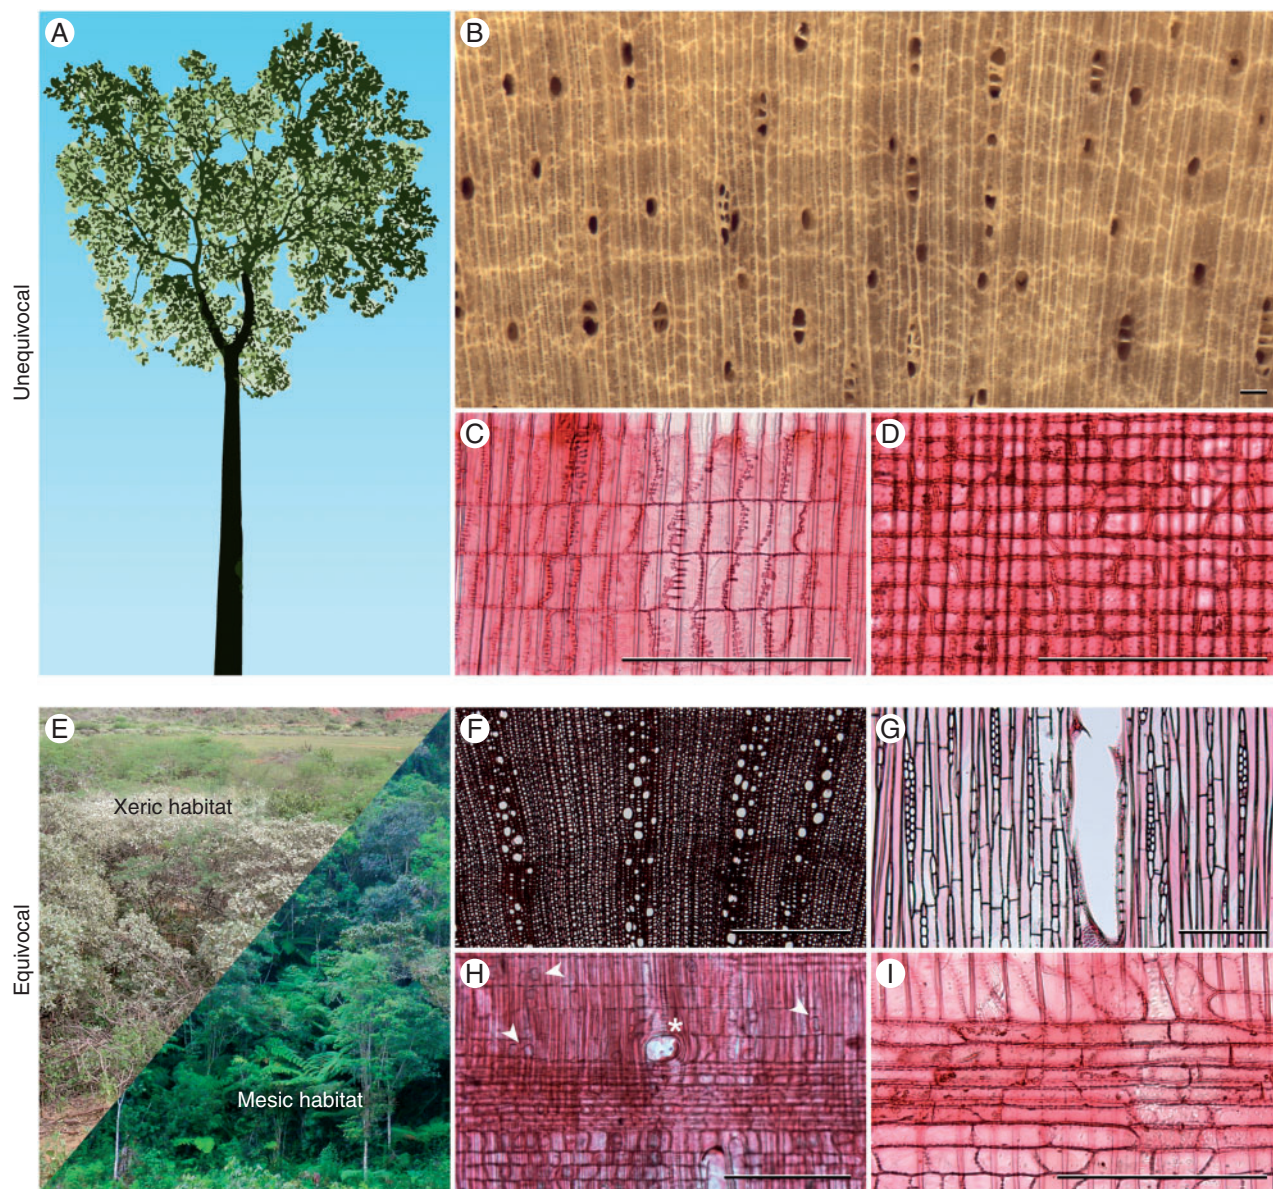 Unequivocal
A
B
C
D
Equivocal
E
Xeric habitat
Mesic habitat
F
G
H
*
I